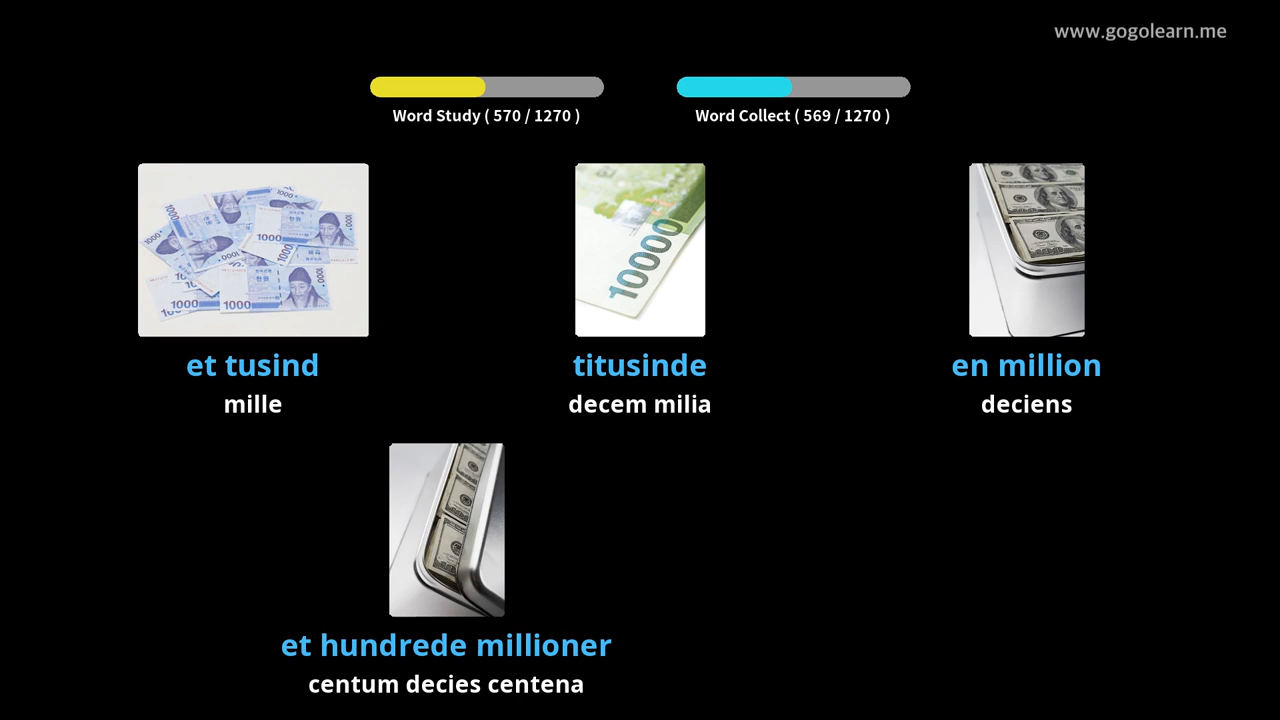 www.gogolearn.me
Word Study ( 570 / 1270 )
Word Collect ( 569 / 1270 )
et tusind
mille
10000
titusinde
decem milia
en million
deciens
et hundrede millioner
centum decies centena